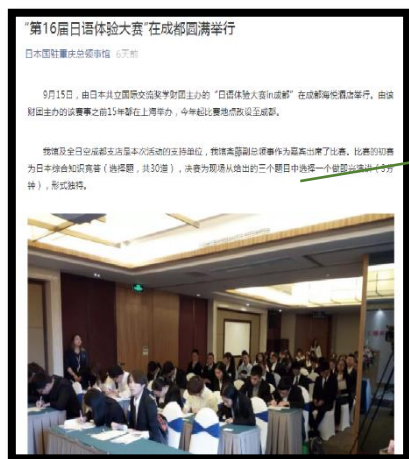 “第16届日语体验大赛”在成都圆满举行
日本国驻重庆总领事馆 6天前
9月15日，由日本共立国际交流奖学财团主办的“日语体验大赛in成都”在成都海悦酒店举行。由该
财团主办的该赛事之前15年都在上海举办，今年起比赛地点改设至成都。
我馆及全日空成都支店是本次活动的支持单位，我馆斋藤副总领事作为嘉宾出席了比赛。比赛的初赛
为日本综合知识竞答（选择题，共30道），决赛为现场从给出的三个题目中选择一个做即兴演讲（3分
钟），形式独特。